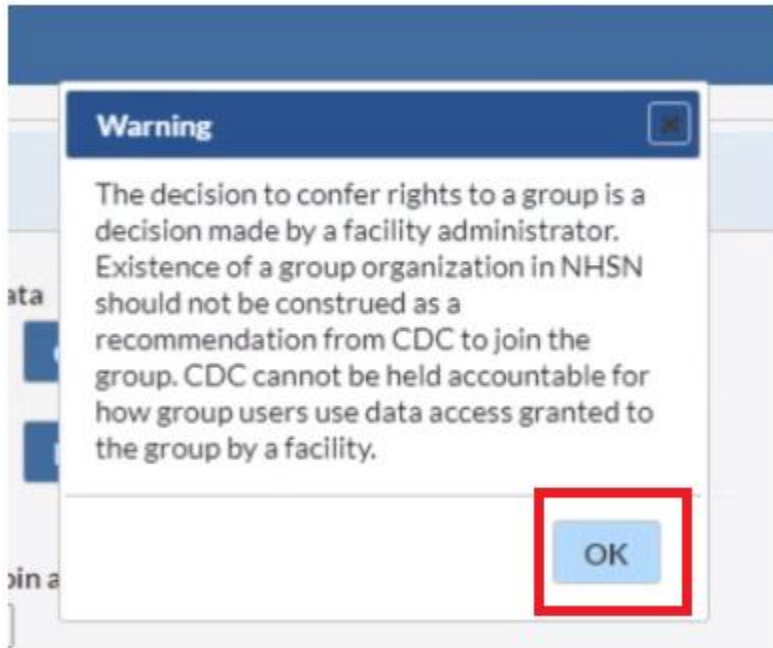 Warning
The decision to confer rights to a group is a
decision made by a facility administrator.
Existence of a group organization in NHSN
should not be construed as a
recommendation from CDC to join the
group. CDC cannot be held accountable for
how group users use data access granted to
the group by a facility.
ata
OK
oin a